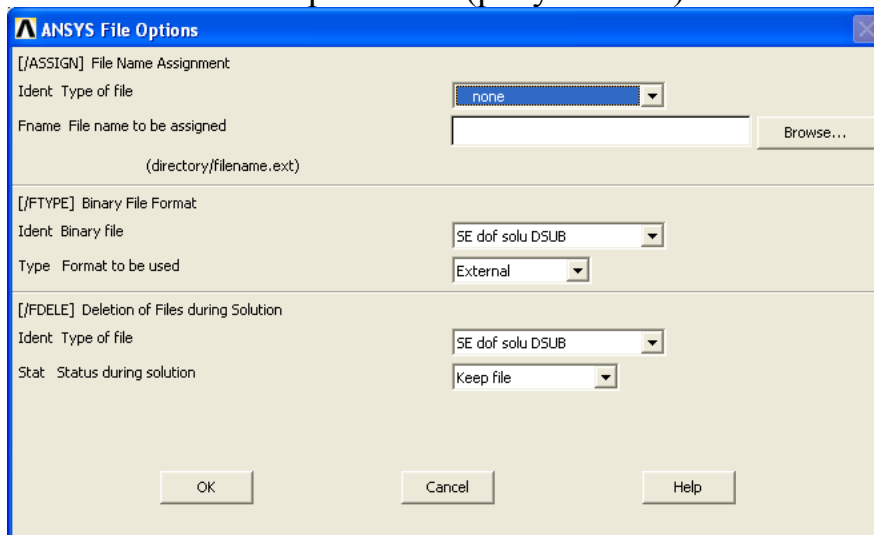 ANSYS File Options
[/ASSIGN] File Name Assignment
Ident Type of file none
Fname File name to be assigned Browse...
(directory/filename.ext)
[/FTYPE] Binary File Format
Ident Binary file SE dof solu DSUB
Type Format to be used External
[/FDELE] Deletion of Files during Solution
Ident Type of file SE dof solu DSUB
Stat Status during solution Keep file
OK Cancel Help